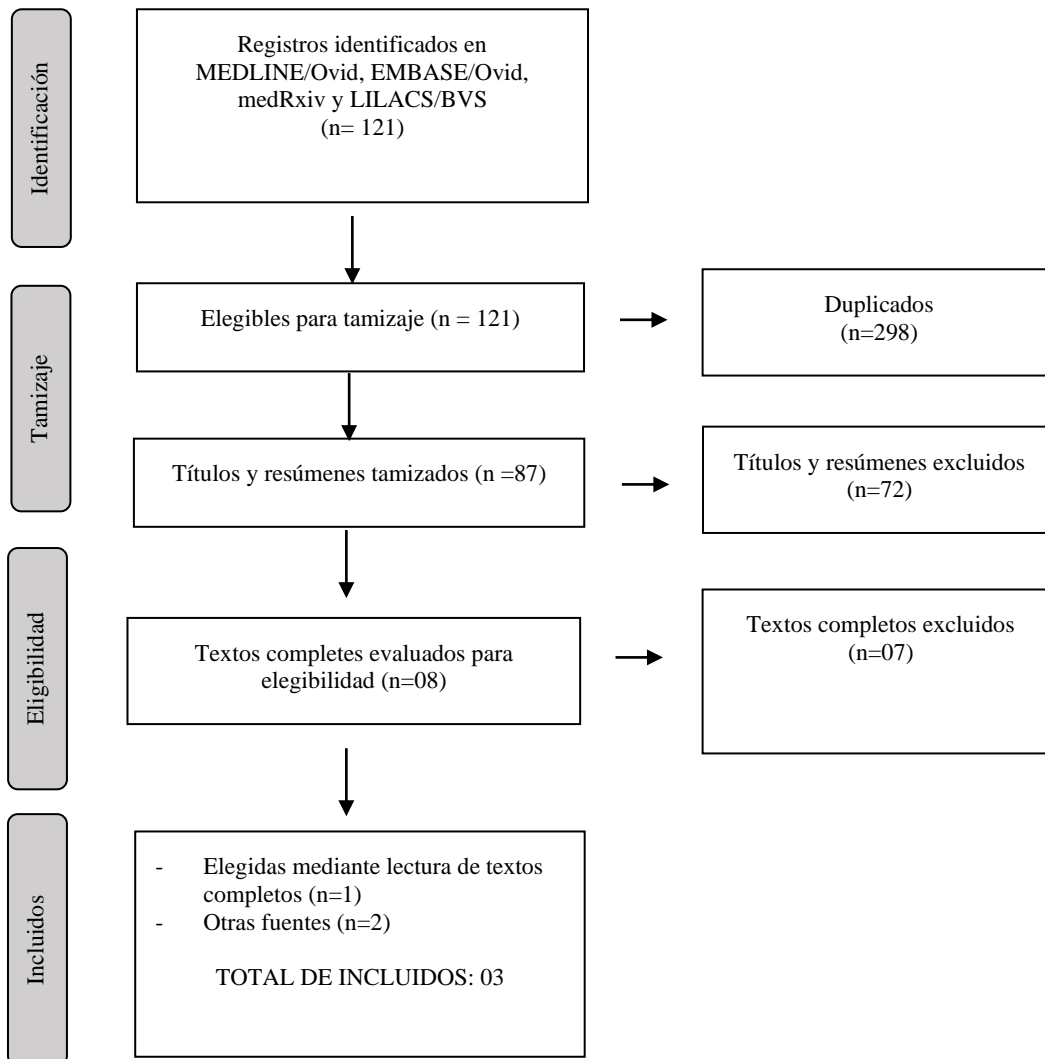 Identificación
Registros identificados en
MEDLINE/Ovid, EMBASE/Ovid,
medRxiv y LILACS/BVS
(n= 121)
Tamizaje
Elegibles para tamizaje (n = 121)
Duplicados
(n=298)
Títulos y resúmenes tamizados (n =87)
Títulos y resúmenes excluidos
(n=72)
Eligibilidad
Textos completes evaluados para
elegibilidad (n=08)
Textos completos excluidos
(n=07)
Incluidos
- Elegidas mediante lectura de textos
completos (n=1)
- Otras fuentes (n=2)
TOTAL DE INCLUIDOS: 03